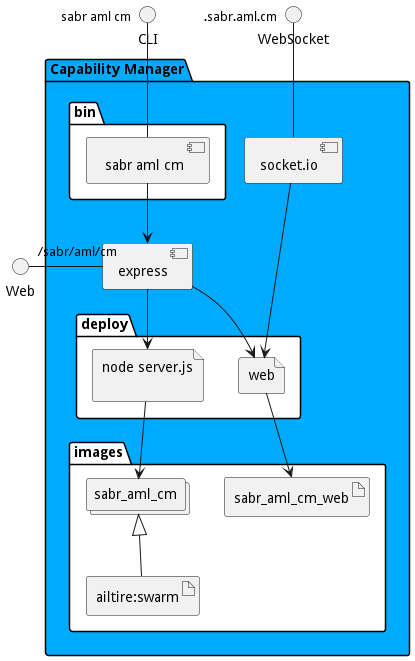 sabr aml cm
.sabr.aml.cm
CLI
WebSocket
Capability Manager
bin
sabr aml cm
socket.io
/sabr/aml/cm
express
Web
deploy
node server.js
web
images
sabr_aml_cm
sabr_aml_cm_web
ailtire:swarm